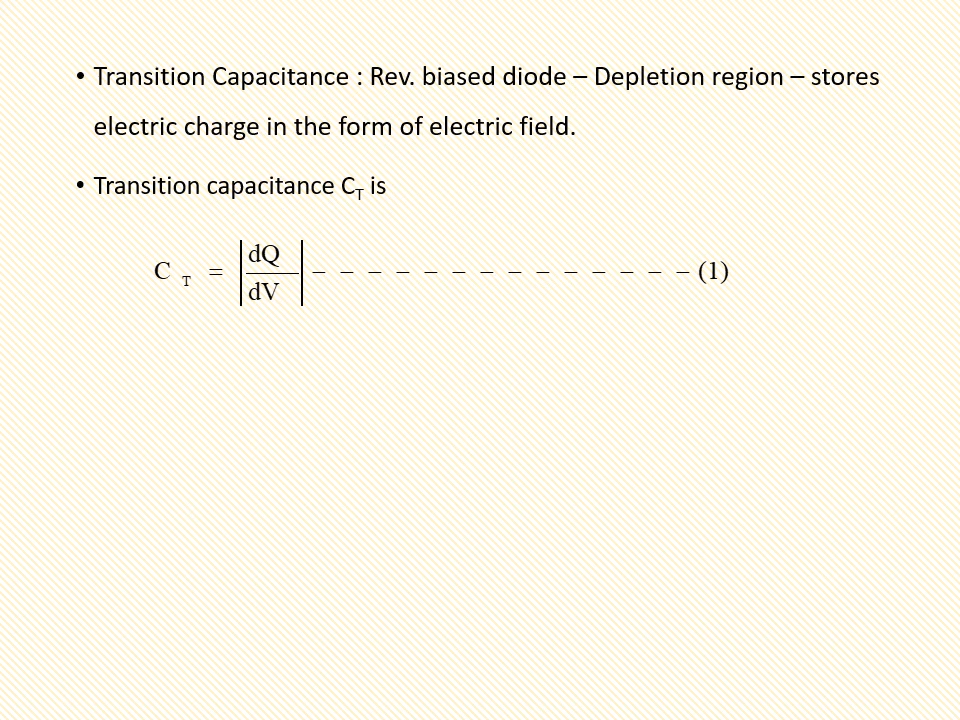 • Transition Capacitance : Rev. biased diode – Depletion region – stores
electric charge in the form of electric field.
• Transition capacitance C_T is
C_T = |dQ/dV| – – – – – – – – – – – – – – (1)